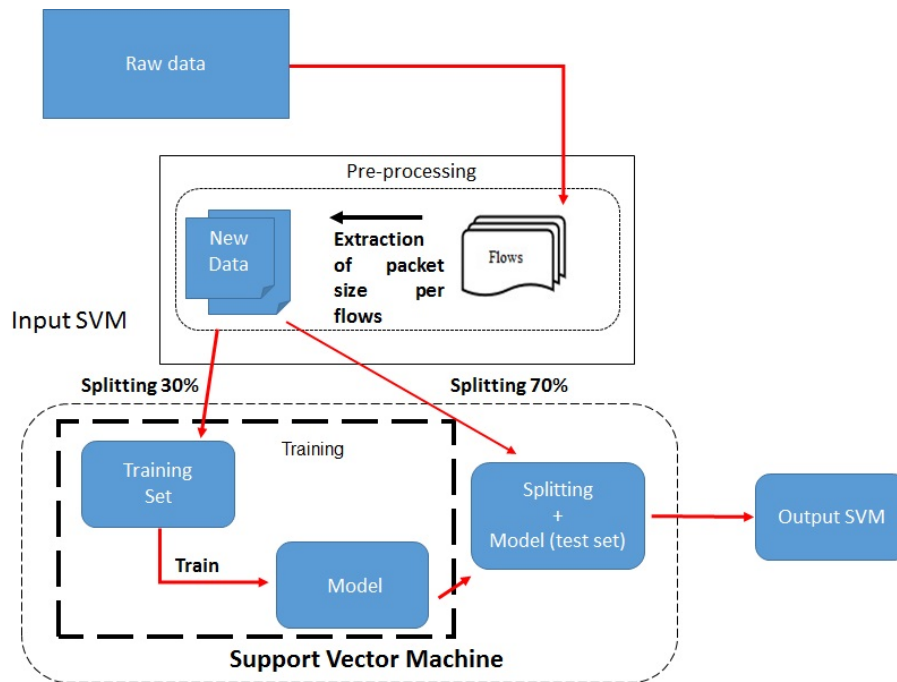 Raw data
Pre-processing
New
Data
Extraction
of packet
size per
flows
Flows
Input SVM
Splitting 30%
Splitting 70%
Training
Training
Set
Train
Model
Splitting
+
Model (test set)
Output SVM
Support Vector Machine